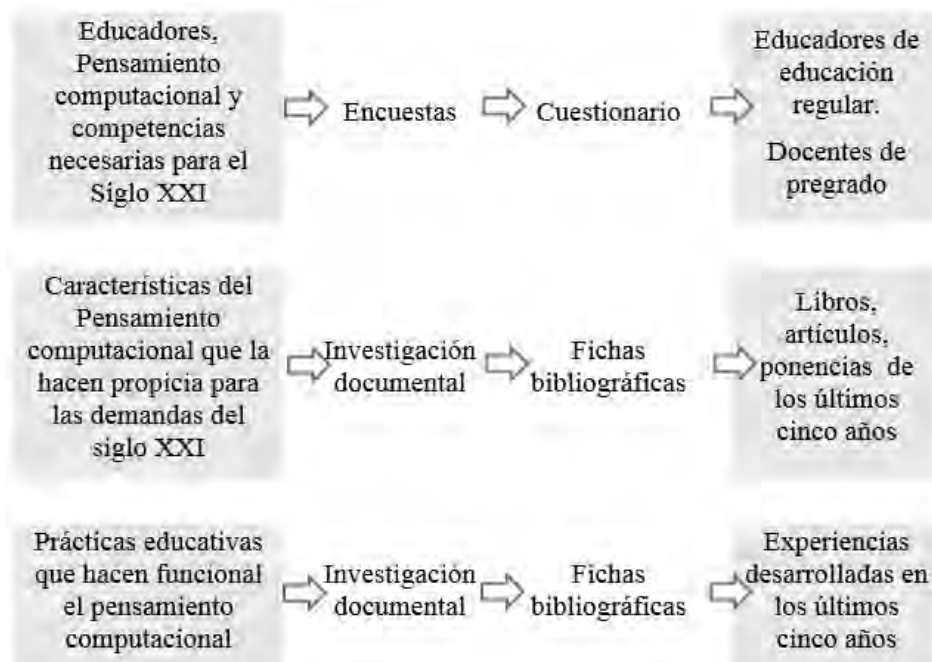 Educadores,
Pensamiento
computacional y
competencias
necesarias para el
Siglo XXI
Encuestas
Cuestionario
Educadores de
educación
regular.
Docentes de
pregrado
Características del
Pensamiento
computacional que la
hacen propicia para
las demandas del
siglo XXI
Investigación
documental
Fichas
bibliográficas
Libros,
artículos,
ponencias de
los últimos
cinco años
Prácticas educativas
que hacen funcional
el pensamiento
computacional
Investigación
documental
Fichas
bibliográficas
Experiencias
desarrolladas en
los últimos
cinco años